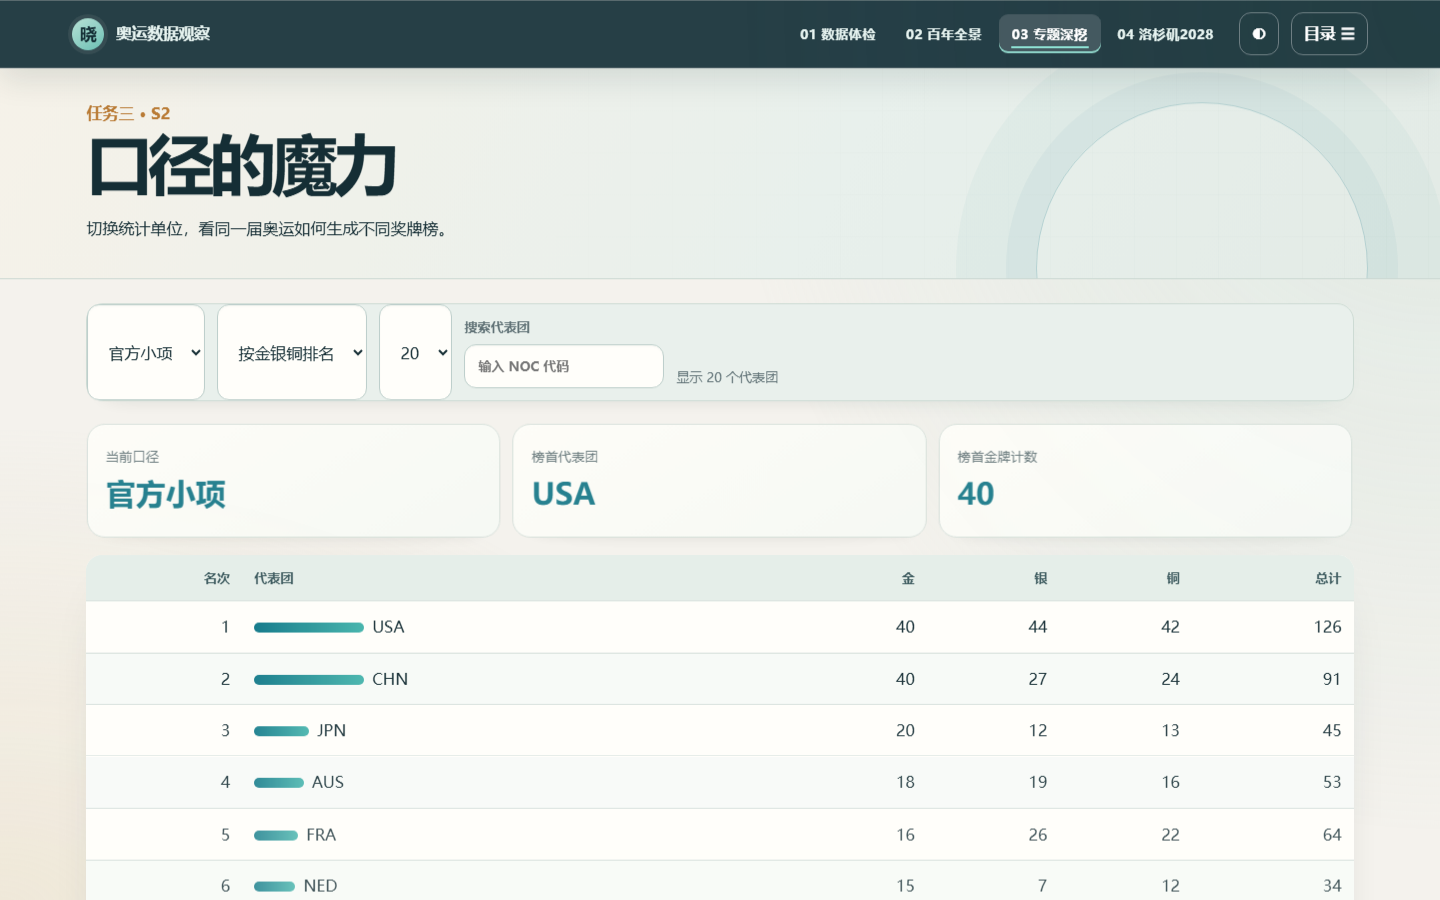 晓 奥运数据观察 01 数据体检 02 百年全景 03 专题深挖 04 洛杉矶2028 目录 ☰
任务三 • S2
口径的魔力
切换统计单位，看同一届奥运如何生成不同奖牌榜。
官方小项 按金银铜排名 20 搜索代表团
输入 NOC 代码 显示 20 个代表团
当前口径 榜首代表团 榜首金牌计数
官方小项 USA 40
名次 代表团 金 银 铜 总计
1 USA 40 44 42 126
2 CHN 40 27 24 91
3 JPN 20 12 13 45
4 AUS 18 19 16 53
5 FRA 16 26 22 64
6 NED 15 7 12 34